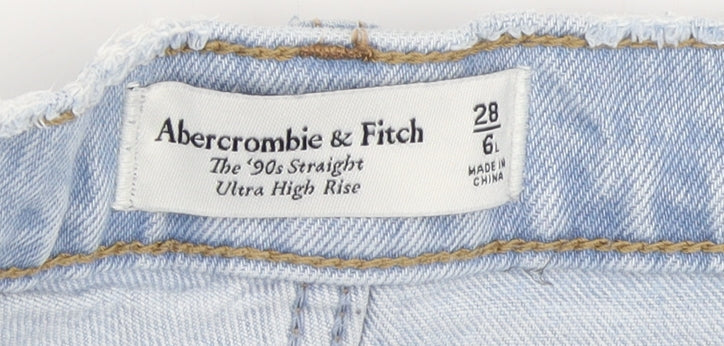 Abercrombie & Fitch
The '90s Straight
Ultra High Rise
28
6L
MADE IN
CHINA